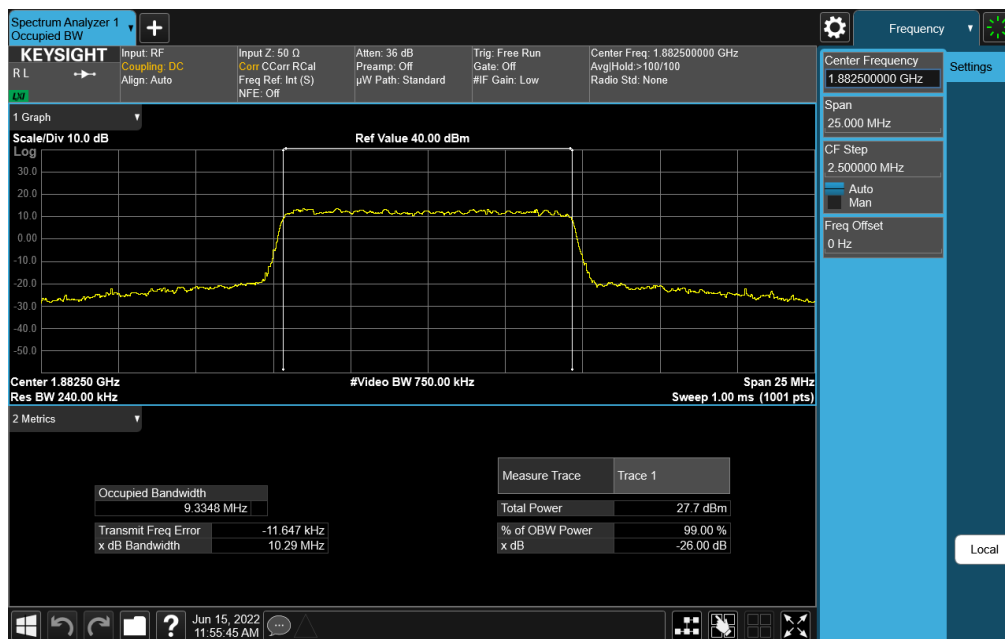 Spectrum Analyzer 1
Occupied BW
+
Frequency
KEYSIGHT
R L
LXI
Input: RF
Coupling: DC
Align: Auto
Input Z: 50 Ω
Corr CCorr RCal
Freq Ref: Int (S)
NFE: Off
Atten: 36 dB
Preamp: Off
µW Path: Standard
Trig: Free Run
Gate: Off
#IF Gain: Low
Center Freq: 1.882500000 GHz
Avg|Hold:>100/100
Radio Std: None
1 Graph
Scale/Div 10.0 dB
Ref Value 40.00 dBm
Log
30.0
20.0
10.0
0.00
-10.0
-20.0
-30.0
-40.0
-50.0
Center 1.88250 GHz
#Video BW 750.00 kHz
Span 25 MHz
Res BW 240.00 kHz
Sweep 1.00 ms (1001 pts)
2 Metrics
Occupied Bandwidth
9.3348 MHz
Transmit Freq Error -11.647 kHz
x dB Bandwidth 10.29 MHz
Measure Trace Trace 1
Total Power 27.7 dBm
% of OBW Power 99.00 %
x dB -26.00 dB
Center Frequency
1.882500000 GHz
Span
25.000 MHz
CF Step
2.500000 MHz
Auto
Man
Freq Offset
0 Hz
Settings
Local
?
Jun 15, 2022
11:55:45 AM